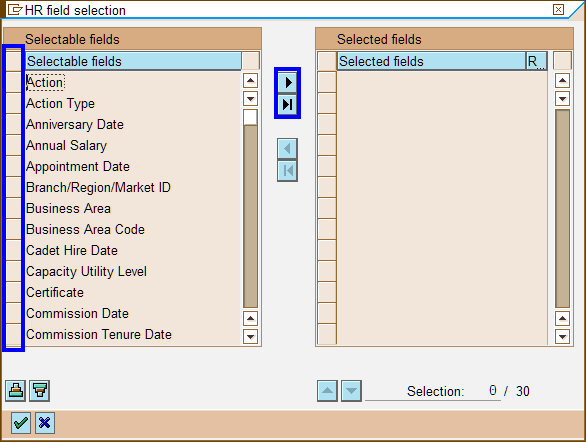 HR field selection
Selectable fields
Selected fields
Selectable fields
Selected fields
R...
Action
Action Type
Anniversary Date
Annual Salary
Appointment Date
Branch/Region/Market ID
Business Area
Business Area Code
Cadet Hire Date
Capacity Utility Level
Certificate
Commission Date
Commission Tenure Date
Selection: 0 / 30